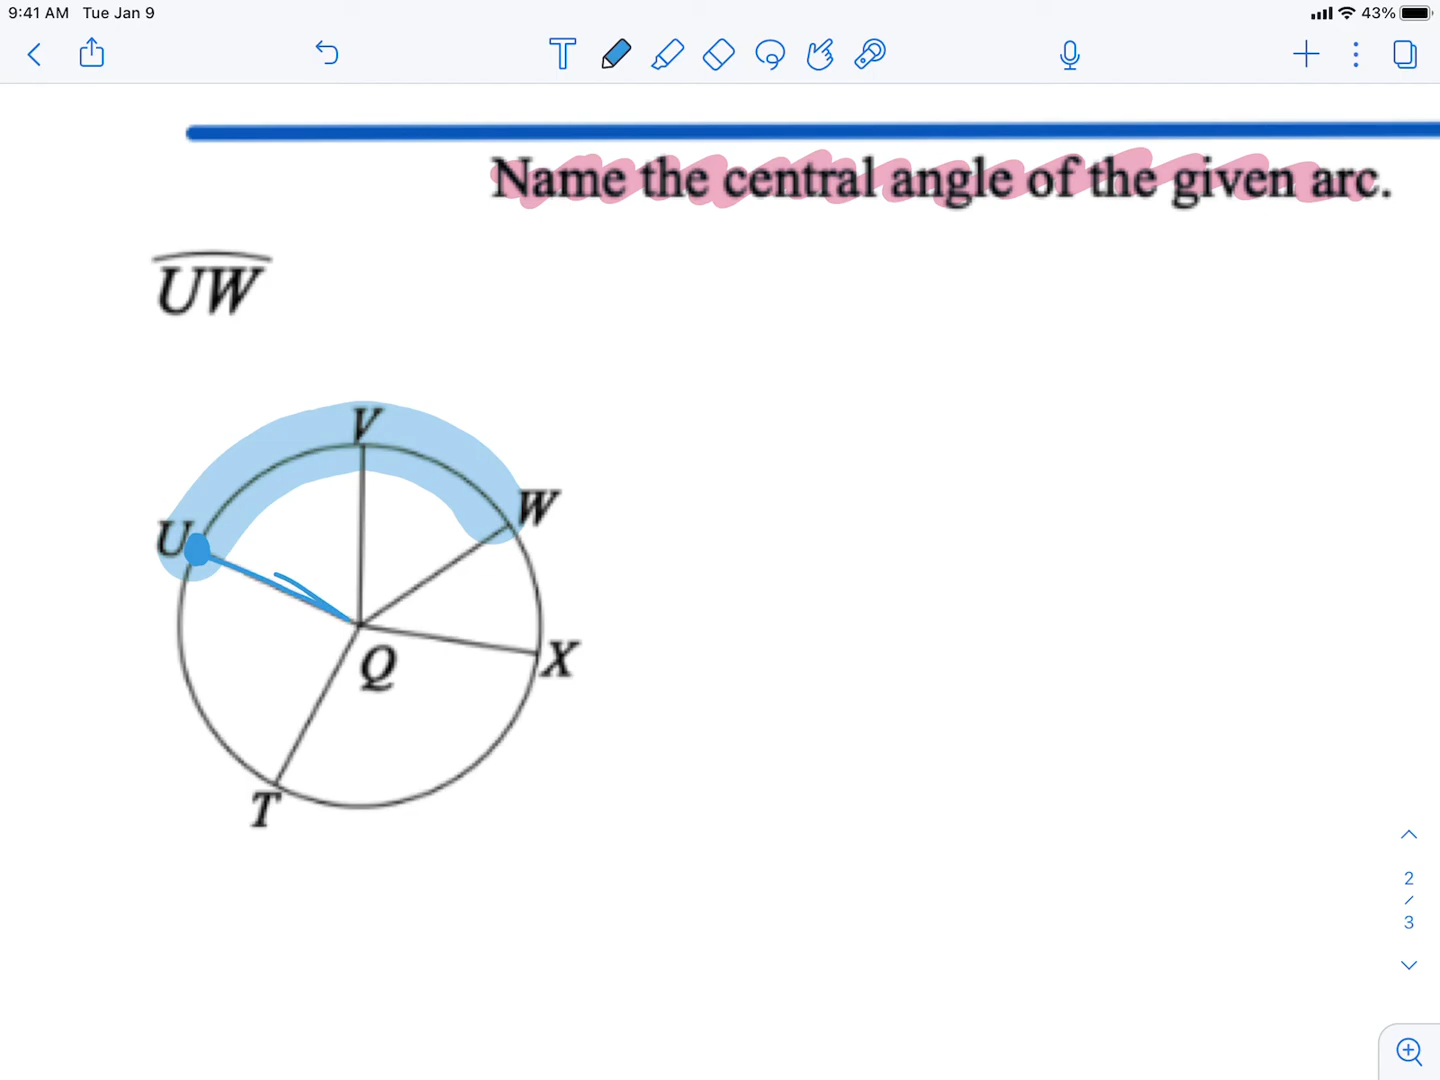 9:41 AM Tue Jan 9
43%
T
Name the central angle of the given arc.
UW
V
W
U
Q
X
T
2
/
3